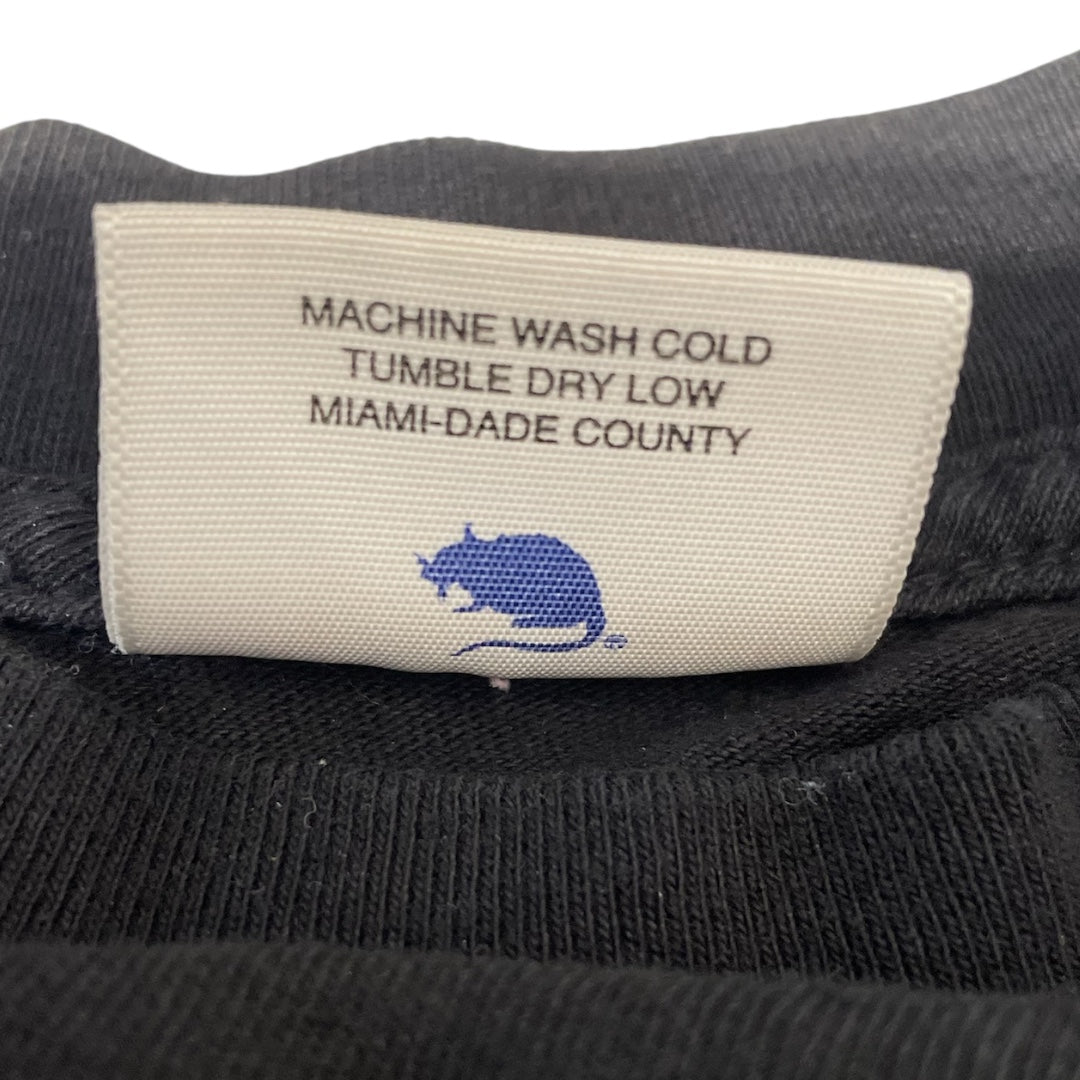 MACHINE WASH COLD
TUMBLE DRY LOW
MIAMI-DADE COUNTY